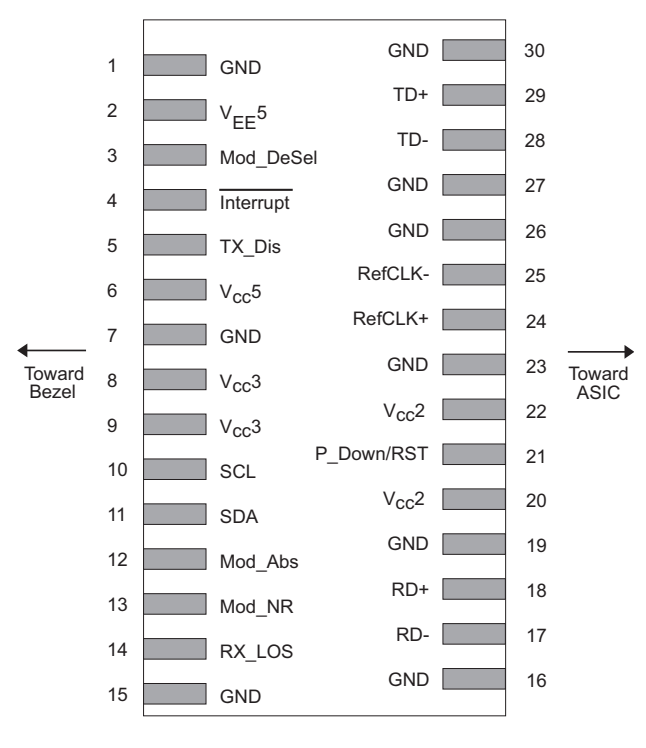 1 GND
2 VEE5
3 Mod_DeSel
4 Interrupt
5 TX_Dis
6 VCC5
7 GND
8 VCC3
9 VCC3
10 SCL
11 SDA
12 Mod_Abs
13 Mod_NR
14 RX_LOS
15 GND
GND 30
TD+ 29
TD- 28
GND 27
GND 26
RefCLK- 25
RefCLK+ 24
GND 23
VCC2 22
P_Down/RST 21
VCC2 20
GND 19
RD+ 18
RD- 17
GND 16
Toward
Bezel
Toward
ASIC